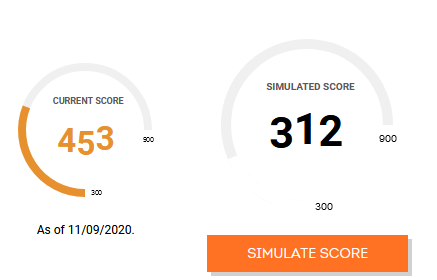 CURRENT SCORE
453
900
300
As of 11/09/2020.
SIMULATED SCORE
312
900
300
SIMULATE SCORE